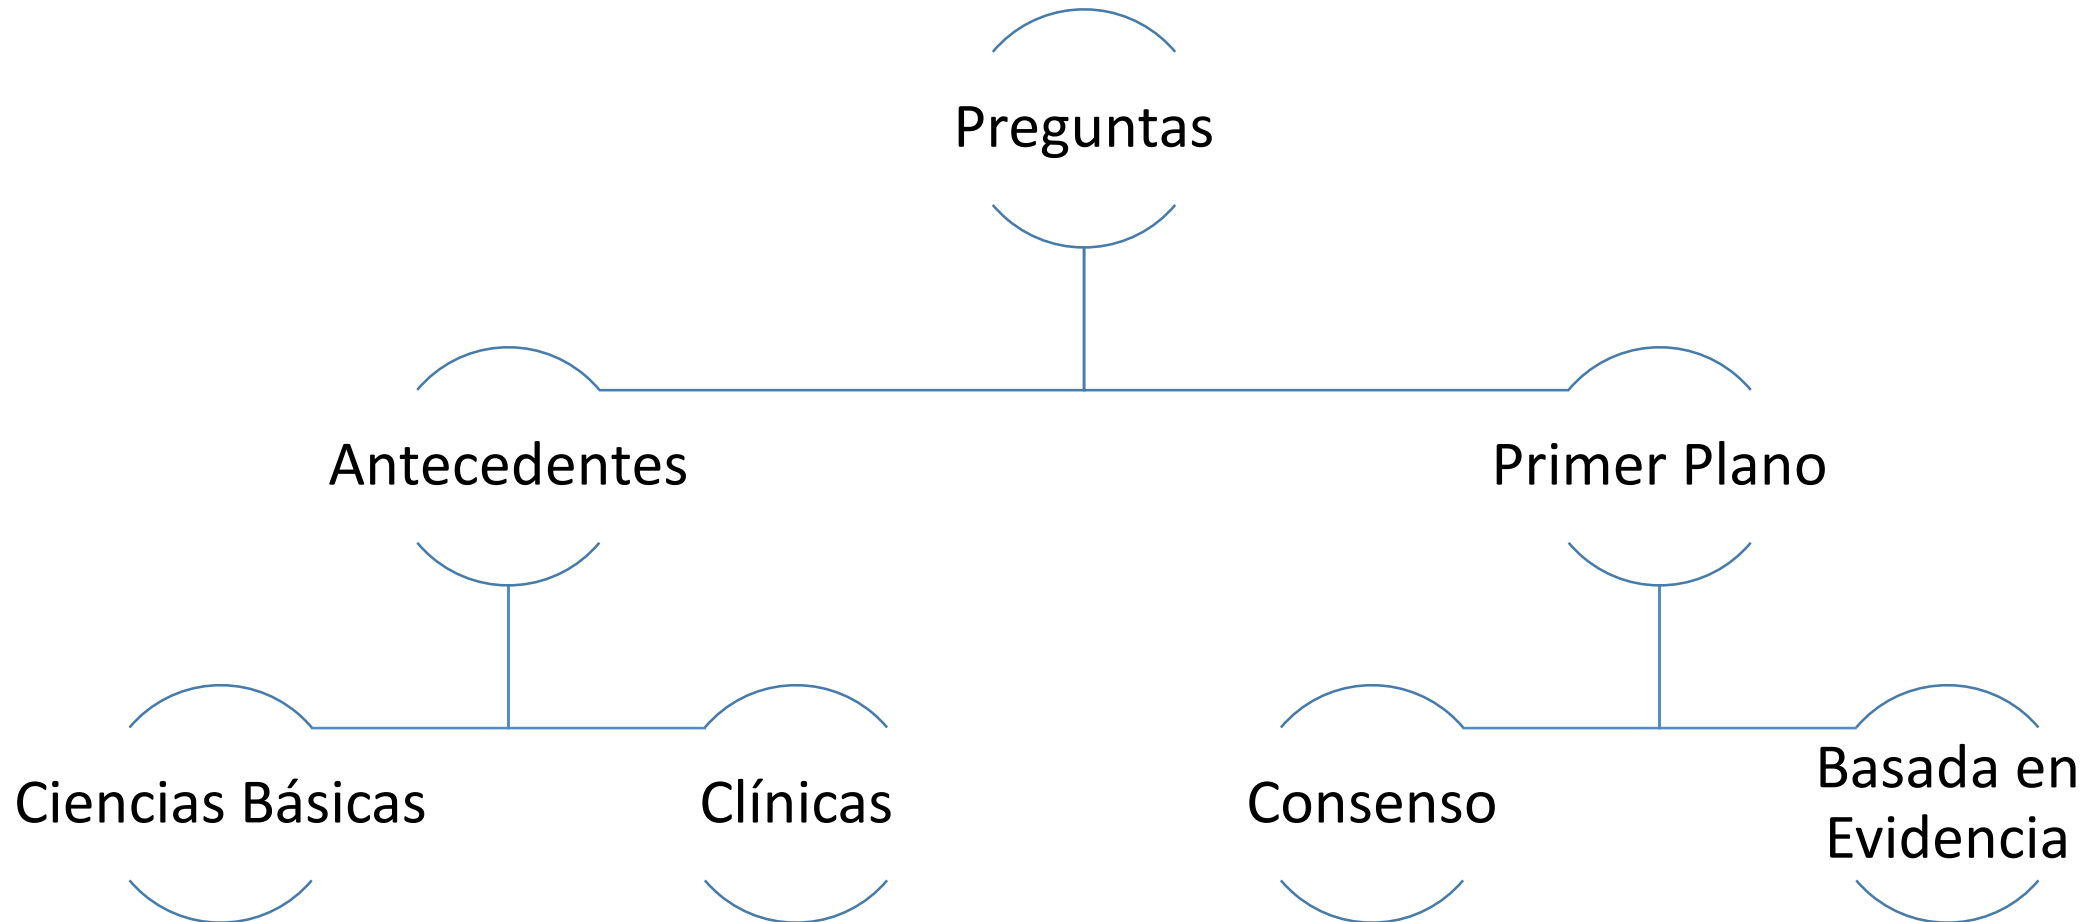 Preguntas
Antecedentes
Primer Plano
Ciencias Básicas
Clínicas
Consenso
Basada en
Evidencia